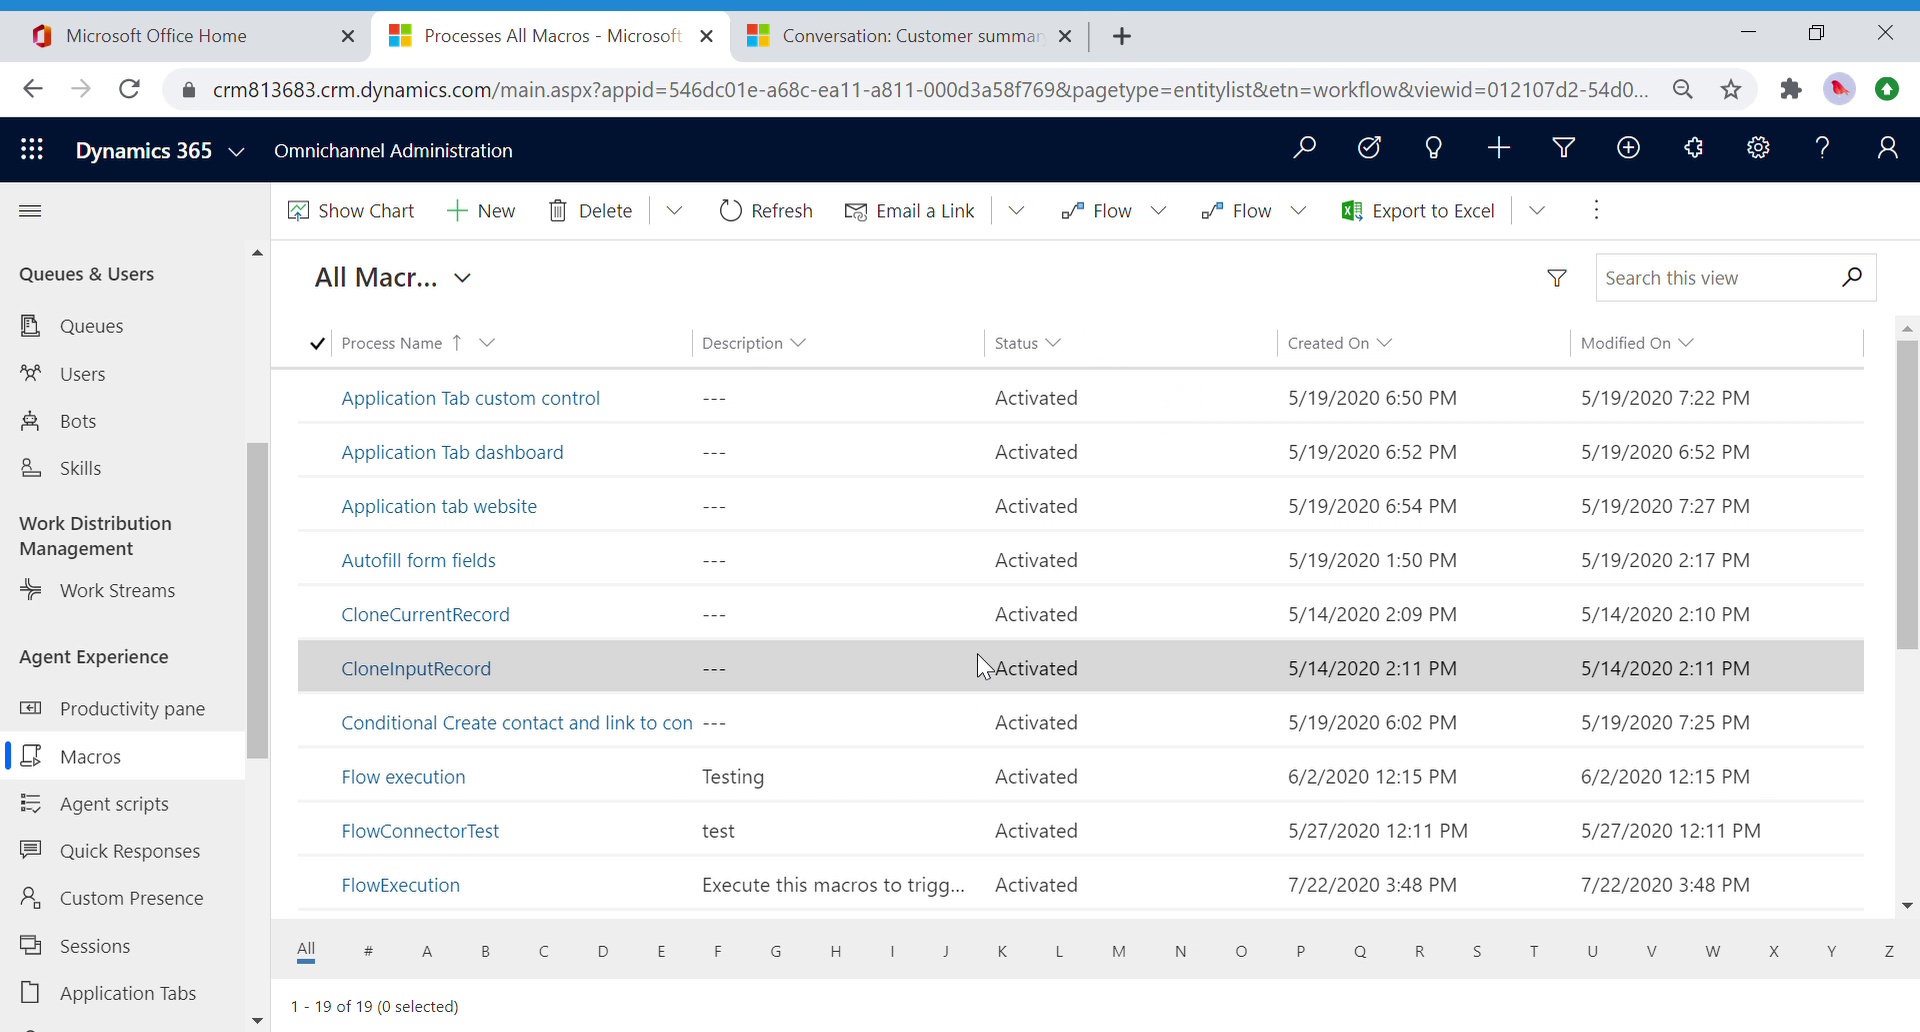 Microsoft Office Home
Processes All Macros - Microsoft
Conversation: Customer summar
crm813683.crm.dynamics.com/main.aspx?appid=546dc01e-a68c-ea11-a811-000d3a58f769&pagetype=entitylist&etn=workflow&viewid=012107d2-54d0...
Dynamics 365
Omnichannel Administration
Show Chart
New
Delete
Refresh
Email a Link
Flow
Flow
Export to Excel
Queues & Users
Queues
Users
Bots
Skills
Work Distribution
Management
Work Streams
Agent Experience
Productivity pane
Macros
Agent scripts
Quick Responses
Custom Presence
Sessions
Application Tabs
All Macr...
Search this view
Process Name Description Status Created On Modified On
Application Tab custom control --- Activated 5/19/2020 6:50 PM 5/19/2020 7:22 PM
Application Tab dashboard --- Activated 5/19/2020 6:52 PM 5/19/2020 6:52 PM
Application tab website --- Activated 5/19/2020 6:54 PM 5/19/2020 7:27 PM
Autofill form fields --- Activated 5/19/2020 1:50 PM 5/19/2020 2:17 PM
CloneCurrentRecord --- Activated 5/14/2020 2:09 PM 5/14/2020 2:10 PM
CloneInputRecord --- Activated 5/14/2020 2:11 PM 5/14/2020 2:11 PM
Conditional Create contact and link to con --- Activated 5/19/2020 6:02 PM 5/19/2020 7:25 PM
Flow execution Testing Activated 6/2/2020 12:15 PM 6/2/2020 12:15 PM
FlowConnectorTest test Activated 5/27/2020 12:11 PM 5/27/2020 12:11 PM
FlowExecution Execute this macros to trigg... Activated 7/22/2020 3:48 PM 7/22/2020 3:48 PM
All # A B C D E F G H I J K L M N O P Q R S T U V W X Y Z
1 - 19 of 19 (0 selected)